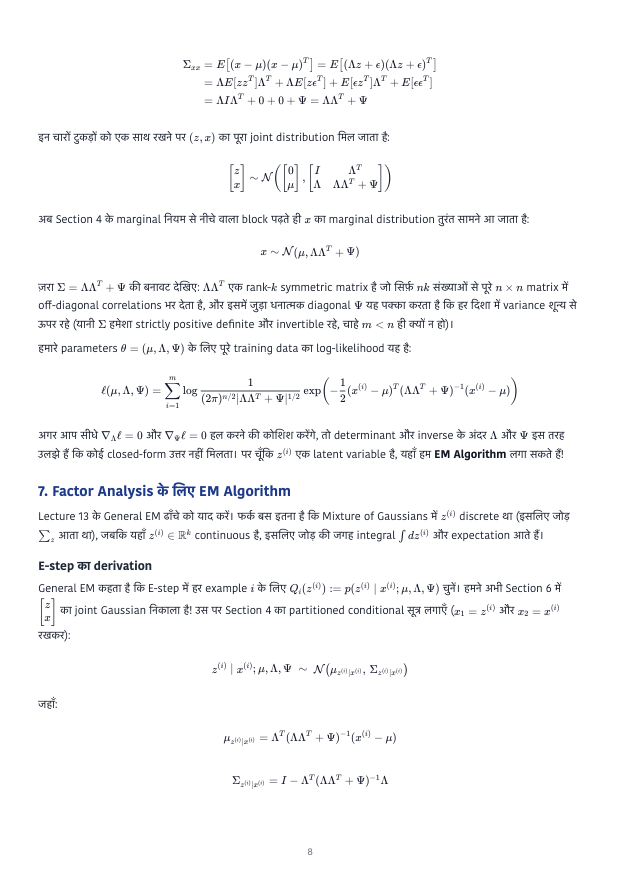 Σ_{xx} = E[(x − μ)(x − μ)^T] = E[(Λz + ϵ)(Λz + ϵ)^T]
= ΛE[zz^T]Λ^T + ΛE[zϵ^T] + E[ϵz^T]Λ^T + E[ϵϵ^T]
= ΛIΛ^T + 0 + 0 + Ψ = ΛΛ^T + Ψ
इन चारों टुकड़ों को एक साथ रखने पर (z, x) का पूरा joint distribution मिल जाता है:
[z; x] ∼ 𝒩([0; μ], [I Λ^T; Λ ΛΛ^T + Ψ])
अब Section 4 के marginal नियम से नीचे वाला block पढ़ते ही x का marginal distribution तुरंत सामने आ जाता है:
x ∼ 𝒩(μ, ΛΛ^T + Ψ)
ज़रा Σ = ΛΛ^T + Ψ की बनावट देखिए: ΛΛ^T एक rank-k symmetric matrix है जो सिर्फ़ nk संख्याओं से पूरे n × n matrix में
off-diagonal correlations भर देता है, और इसमें जुड़ा धनात्मक diagonal Ψ यह पक्का करता है कि हर दिशा में variance शून्य से
ऊपर रहे (यानी Σ हमेशा strictly positive definite और invertible रहे, चाहे m < n ही क्यों न हो)।
हमारे parameters θ = (μ, Λ, Ψ) के लिए पूरे training data का log-likelihood यह है:
ℓ(μ, Λ, Ψ) = ∑_{i=1}^{m} log 1/((2π)^{n/2}|ΛΛ^T + Ψ|^{1/2}) exp(−1/2 (x^{(i)} − μ)^T(ΛΛ^T + Ψ)^{−1}(x^{(i)} − μ))
अगर आप सीधे ∇_Λℓ = 0 और ∇_Ψℓ = 0 हल करने की कोशिश करेंगे, तो determinant और inverse के अंदर Λ और Ψ इस तरह
उलझे हैं कि कोई closed-form उत्तर नहीं मिलता। पर चूँकि z^{(i)} एक latent variable है, यहाँ हम EM Algorithm लगा सकते हैं!
7. Factor Analysis के लिए EM Algorithm
Lecture 13 के General EM ढाँचे को याद करें। फर्क बस इतना है कि Mixture of Gaussians में z^{(i)} discrete था (इसलिए जोड़
∑_z आता था), जबकि यहाँ z^{(i)} ∈ ℝ^k continuous है, इसलिए जोड़ की जगह integral ∫ dz^{(i)} और expectation आते हैं।
E-step का derivation
General EM कहता है कि E-step में हर example i के लिए Q_i(z^{(i)}) := p(z^{(i)} | x^{(i)}; μ, Λ, Ψ) चुनें। हमने अभी Section 6 में
[z; x] का joint Gaussian निकाला है! उस पर Section 4 का partitioned conditional सूत्र लगाएँ (x_1 = z^{(i)} और x_2 = x^{(i)}
रखकर):
z^{(i)} | x^{(i)}; μ, Λ, Ψ ∼ 𝒩(μ_{z^{(i)}|x^{(i)}}, Σ_{z^{(i)}|x^{(i)}})
जहाँ:
μ_{z^{(i)}|x^{(i)}} = Λ^T(ΛΛ^T + Ψ)^{−1}(x^{(i)} − μ)
Σ_{z^{(i)}|x^{(i)}} = I − Λ^T(ΛΛ^T + Ψ)^{−1}Λ
8